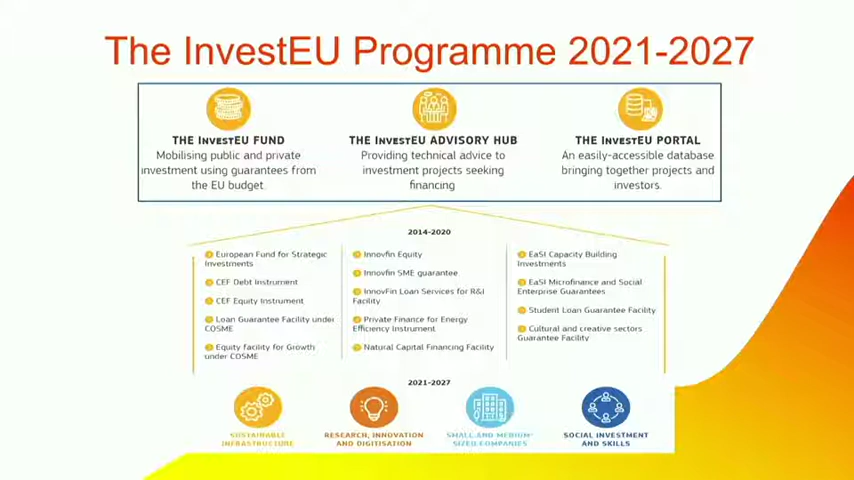 The InvestEU Programme 2021-2027
THE INVESTEU FUND
Mobilising public and private
investment using guarantees from
the EU budget.
THE INVESTEU ADVISORY HUB
Providing technical advice to
investment projects seeking
financing
THE INVESTEU PORTAL
An easily-accessible database
bringing together projects and
investors.
2014-2020
European Fund for Strategic
Investments
CEF Debt Instrument
CEF Equity Instrument
Loan Guarantee Facility under
COSME
Equity facility for Growth
under COSME
Innovfin Equity
Innovfin SME guarantee
InnovFin Loan Services for R&I
Facility
Private Finance for Energy
Efficiency Instrument
Natural Capital Financing Facility
EaSI Capacity Building
Investments
EaSI Microfinance and Social
Enterprise Guarantees
Student Loan Guarantee Facility
Cultural and creative sectors
Guarantee Facility
2021-2027
SUSTAINABLE
INFRASTRUCTURE
RESEARCH, INNOVATION
AND DIGITISATION
SMALL AND MEDIUM-
SIZED COMPANIES
SOCIAL INVESTMENT
AND SKILLS